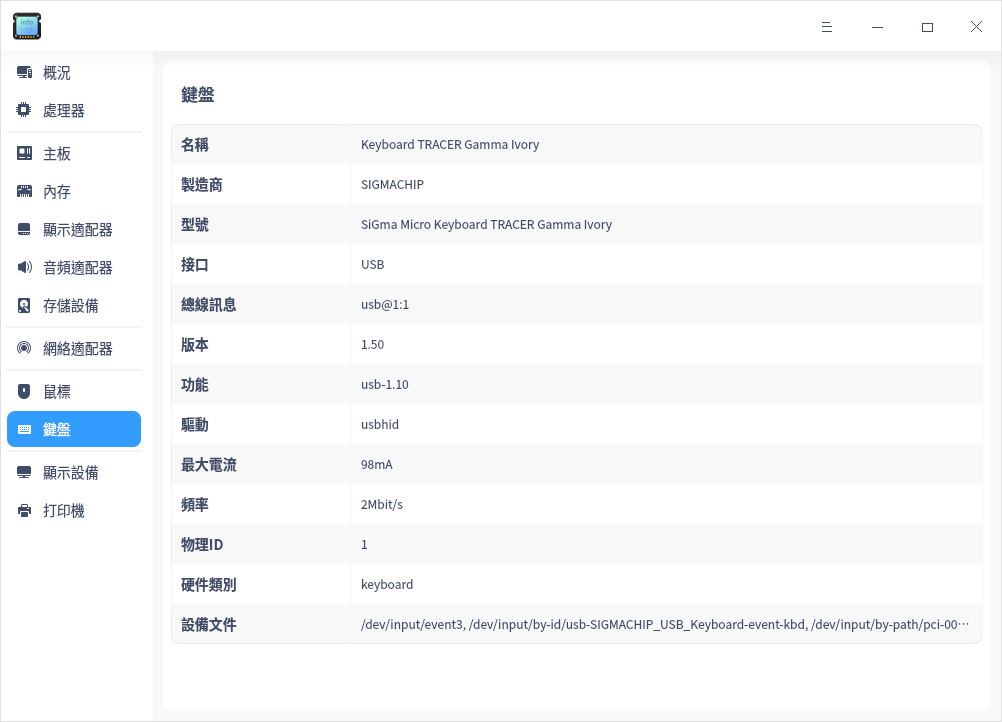 概況
處理器
主板
內存
顯示適配器
音頻適配器
存儲設備
網絡適配器
鼠標
鍵盤
顯示設備
打印機
鍵盤
名稱 Keyboard TRACER Gamma Ivory
製造商 SIGMACHIP
型號 SiGma Micro Keyboard TRACER Gamma Ivory
接口 USB
總線訊息 usb@1:1
版本 1.50
功能 usb-1.10
驅動 usbhid
最大電流 98mA
頻率 2Mbit/s
物理ID 1
硬件類別 keyboard
設備文件 /dev/input/event3, /dev/input/by-id/usb-SIGMACHIP_USB_Keyboard-event-kbd, /dev/input/by-path/pci-00…